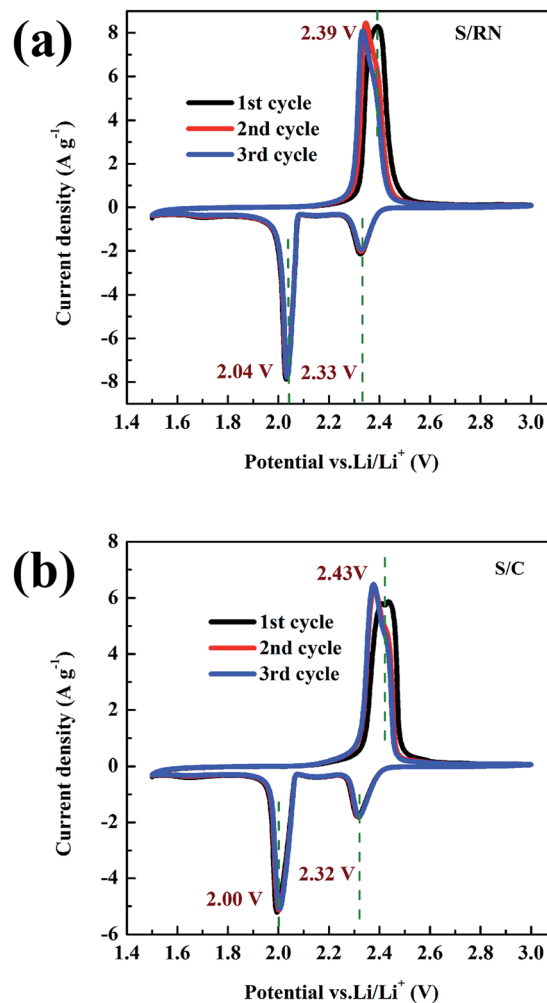 (a)
S/RN
2.39 V
1st cycle
2nd cycle
3rd cycle
2.04 V
2.33 V
8
6
4
2
0
-2
-4
-6
-8
Current density (A g⁻¹)
1.4 1.6 1.8 2.0 2.2 2.4 2.6 2.8 3.0
Potential vs.Li/Li⁺ (V)
(b)
S/C
2.43V
1st cycle
2nd cycle
3rd cycle
2.00 V
2.32 V
8
6
4
2
0
-2
-4
-6
Current density (A g⁻¹)
1.4 1.6 1.8 2.0 2.2 2.4 2.6 2.8 3.0
Potential vs.Li/Li⁺ (V)